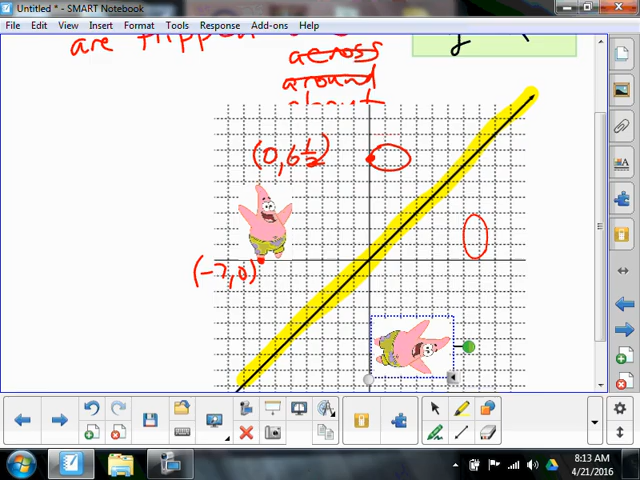 Untitled * - SMART Notebook
File Edit View Insert Format Tools Response Add-ons Help
are flipped
across
around
(0,6½)
(-7,0)
8:13 AM
4/21/2016